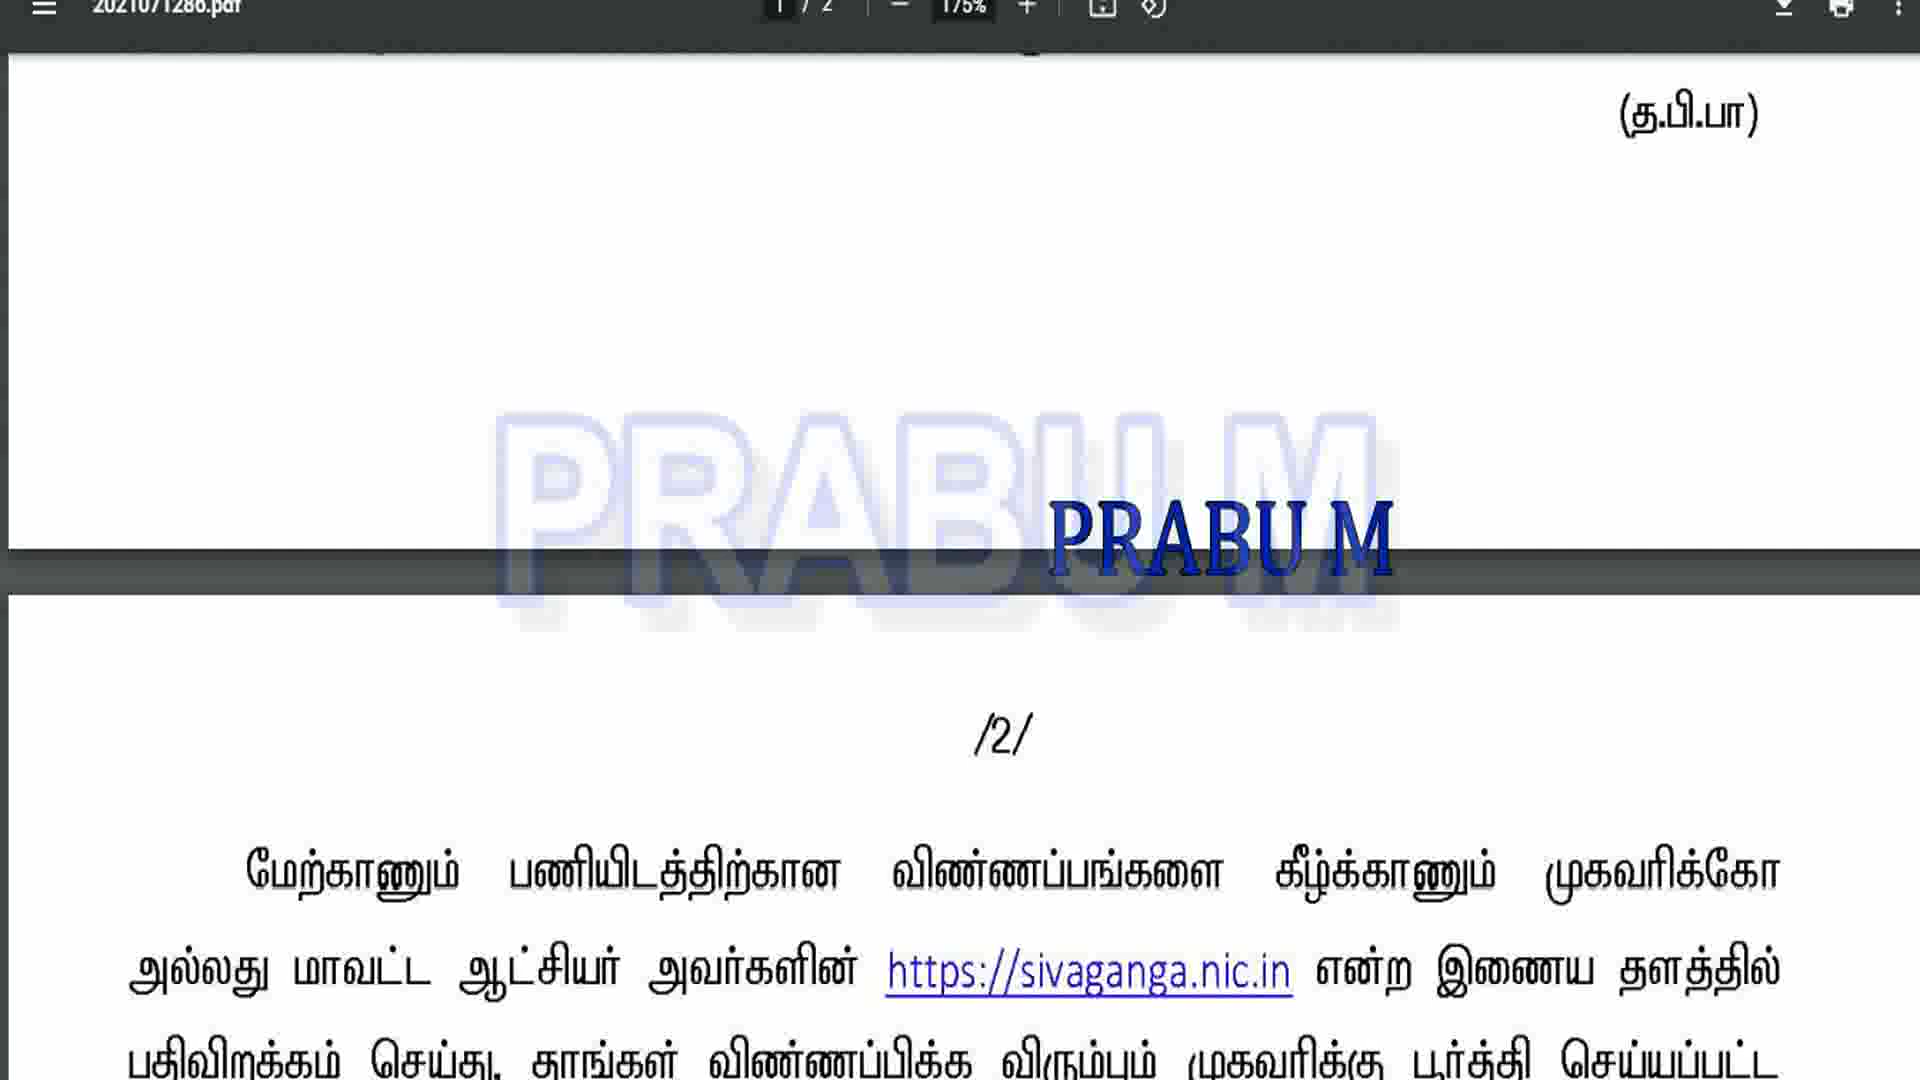 2021071286.pdf
1 / 2
175%
(த.பி.பா)
PRABU M
PRABU M
/2/
மேற்காணும் பணியிடத்திற்கான விண்ணப்பங்களை கீழ்க்காணும் முகவரிக்கோ
அல்லது மாவட்ட ஆட்சியர் அவர்களின் https://sivaganga.nic.in என்ற இணைய தளத்தில்
பதிவிறக்கம் செய்து, தாங்கள் விண்ணப்பிக்க விரும்பும் முகவரிக்கு பூர்த்தி செய்யப்பட்ட